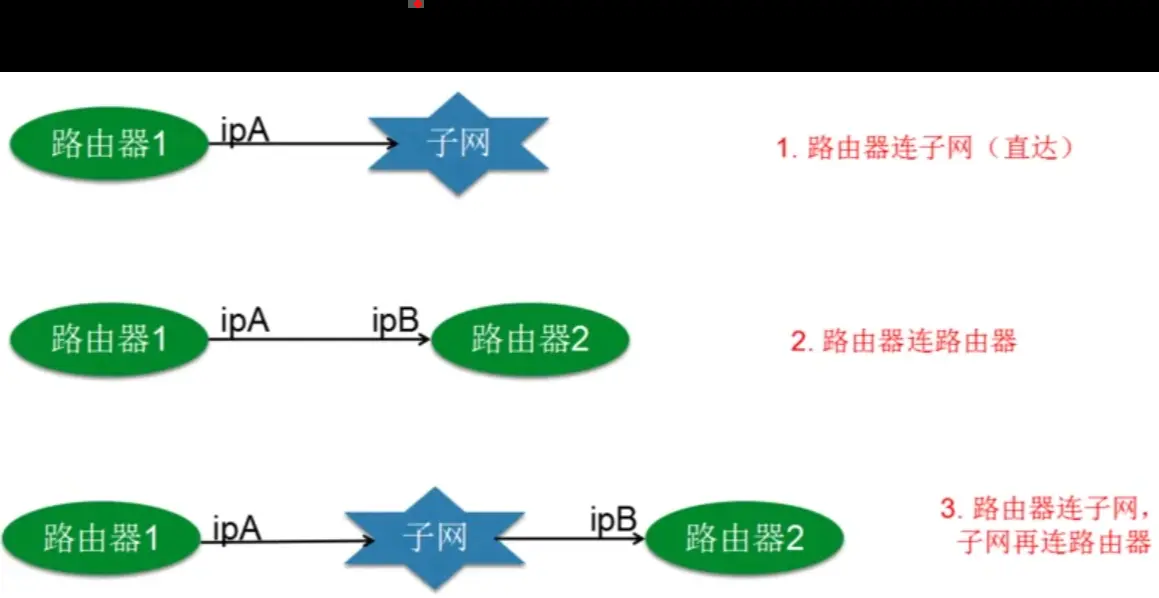 路由器1 ipA 子网 1. 路由器连子网（直达）
路由器1 ipA ipB 路由器2 2. 路由器连路由器
路由器1 ipA 子网 ipB 路由器2 3. 路由器连子网，
子网再连路由器